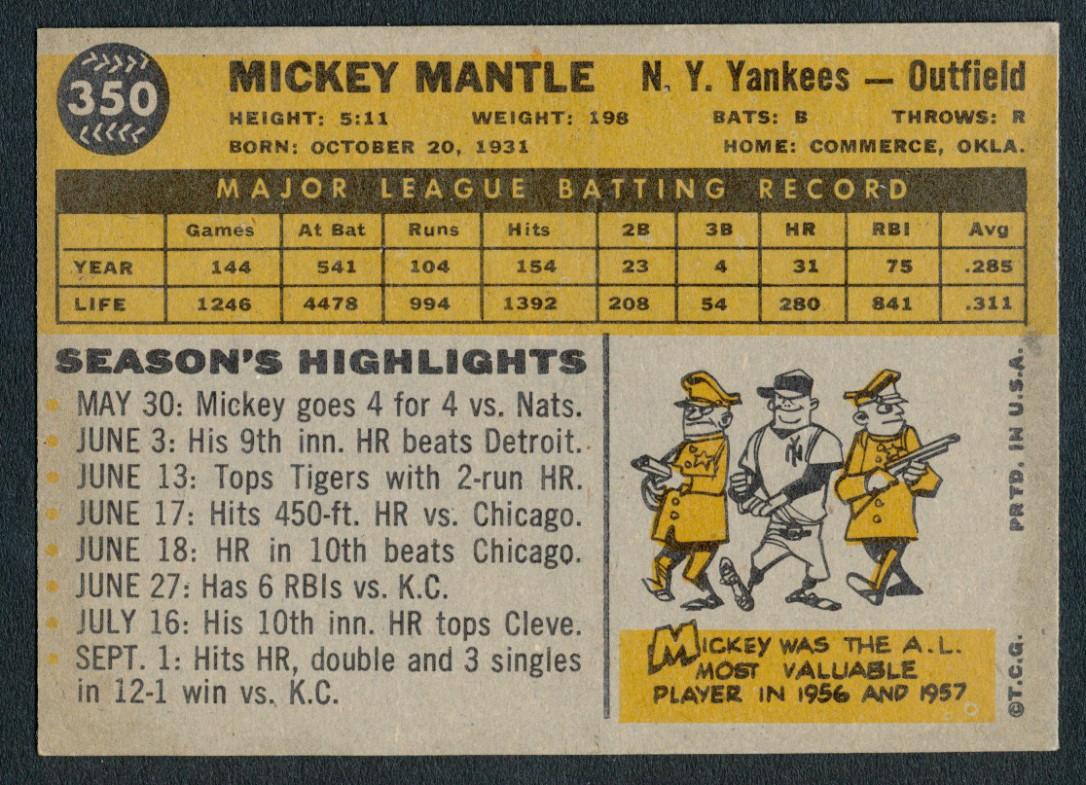 350
MICKEY MANTLE N. Y. Yankees — Outfield
HEIGHT: 5:11 WEIGHT: 198 BATS: B THROWS: R
BORN: OCTOBER 20, 1931 HOME: COMMERCE, OKLA.
MAJOR LEAGUE BATTING RECORD
Games At Bat Runs Hits 2B 3B HR RBI Avg
YEAR 144 541 104 154 23 4 31 75 .285
LIFE 1246 4478 994 1392 208 54 280 841 .311
SEASON'S HIGHLIGHTS
MAY 30: Mickey goes 4 for 4 vs. Nats.
JUNE 3: His 9th inn. HR beats Detroit.
JUNE 13: Tops Tigers with 2-run HR.
JUNE 17: Hits 450-ft. HR vs. Chicago.
JUNE 18: HR in 10th beats Chicago.
JUNE 27: Has 6 RBIs vs. K.C.
JULY 16: His 10th inn. HR tops Cleve.
SEPT. 1: Hits HR, double and 3 singles
in 12-1 win vs. K.C.
NY
MICKEY WAS THE A.L.
MOST VALUABLE
PLAYER IN 1956 AND 1957
©T.C.G. PRTD. IN U.S.A.